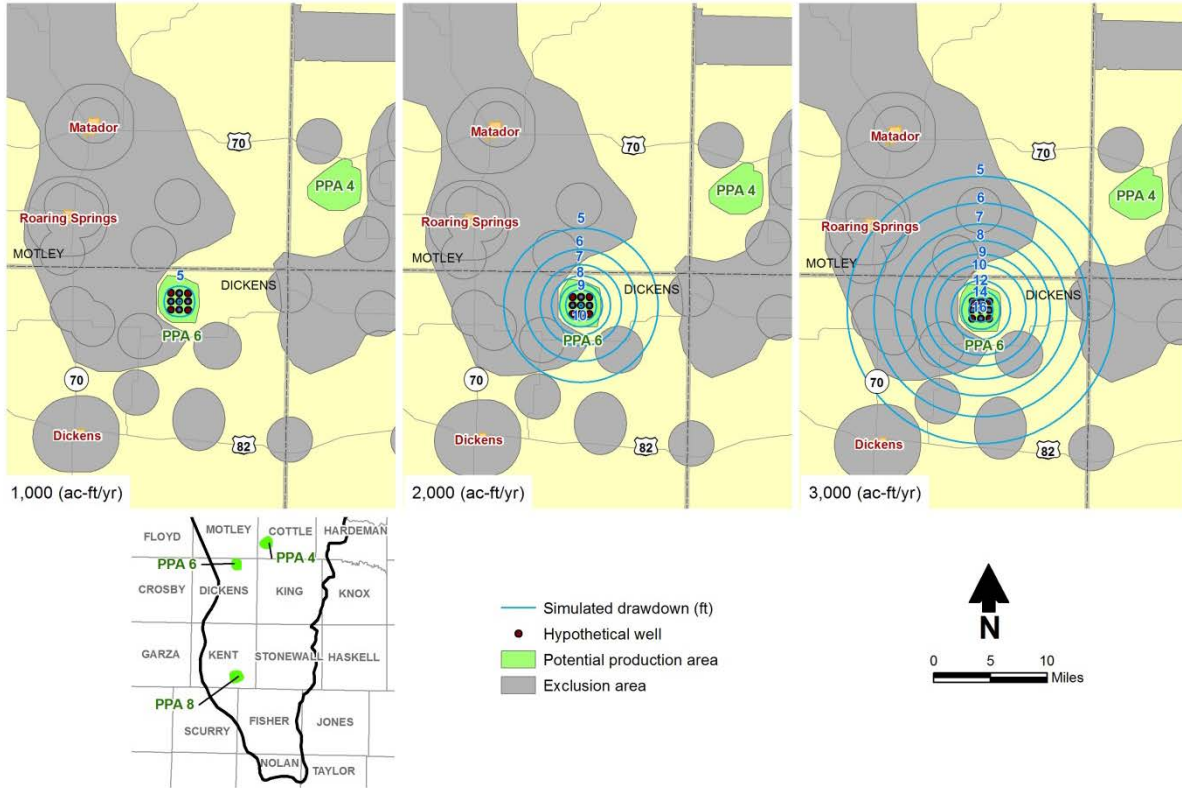 Matador
70
PPA 4
Roaring Springs
MOTLEY
5
DICKENS
PPA 6
70
Dickens
82
1,000 (ac-ft/yr)
Matador
70
PPA 4
Roaring Springs
5
6
7
MOTLEY
8
9
DICKENS
10
PPA 6
70
Dickens
82
2,000 (ac-ft/yr)
Matador
70
5
PPA 4
6
Roaring Springs
7
8
9
MOTLEY
10
12
DICKENS
14
16
PPA 6
70
Dickens
82
3,000 (ac-ft/yr)
FLOYD
MOTLEY
COTTLE
HARDEMAN
PPA 6
PPA 4
CROSBY
DICKENS
KING
KNOX
GARZA
KENT
STONEWALL
HASKELL
PPA 8
SCURRY
FISHER
JONES
NOLAN
TAYLOR
Simulated drawdown (ft)
Hypothetical well
Potential production area
Exclusion area
N
0 5 10
Miles